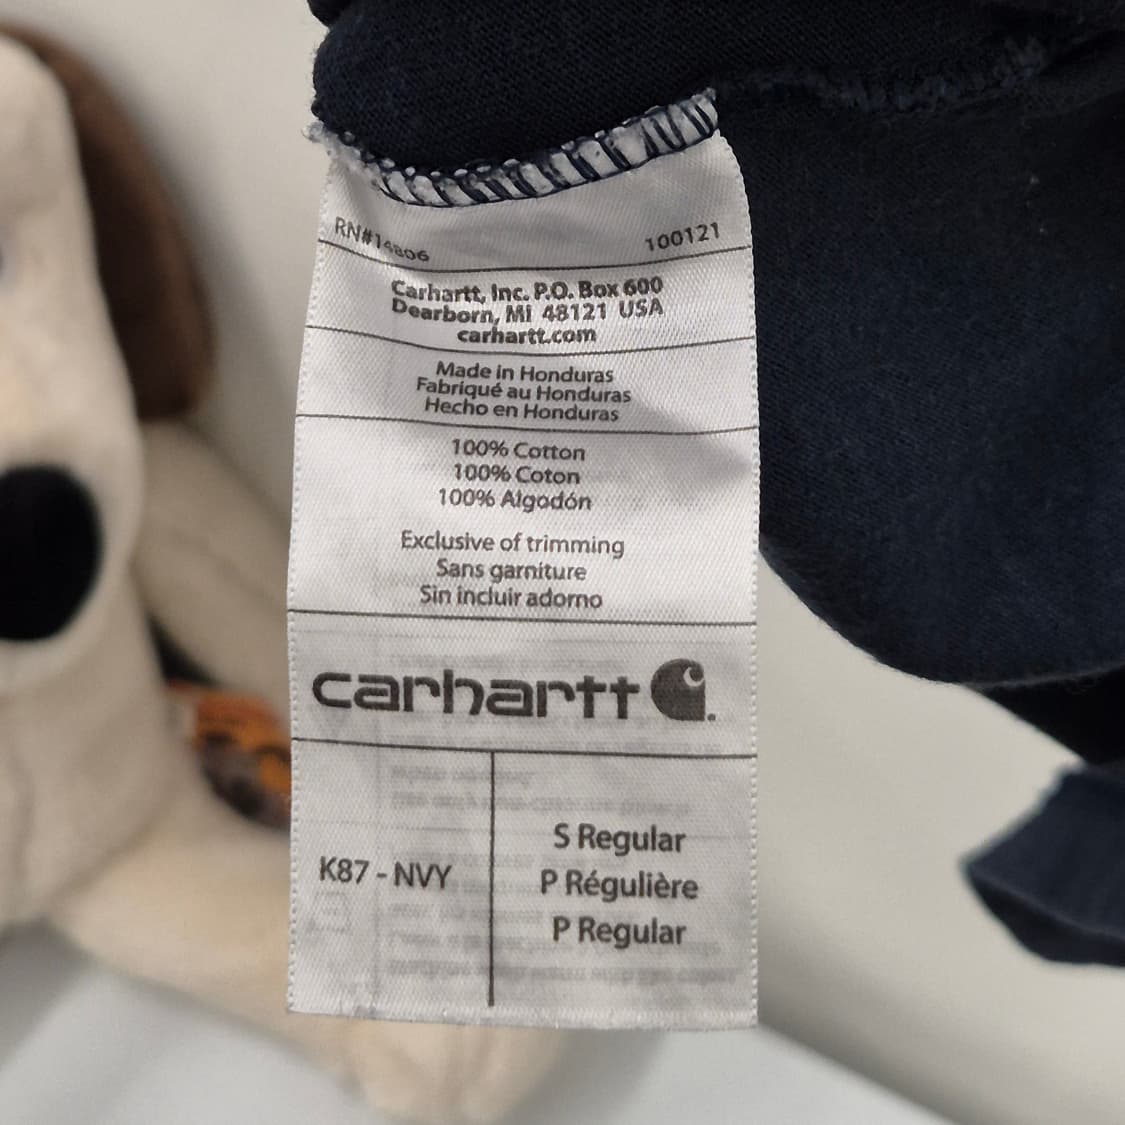 RN#14806 100121
Carhartt, Inc. P.O. Box 600
Dearborn, MI 48121 USA
carhartt.com
Made in Honduras
Fabriqué au Honduras
Hecho en Honduras
100% Cotton
100% Coton
100% Algodón
Exclusive of trimming
Sans garniture
Sin incluir adorno
carhartt
K87 - NVY
S Regular
P Régulière
P Regular